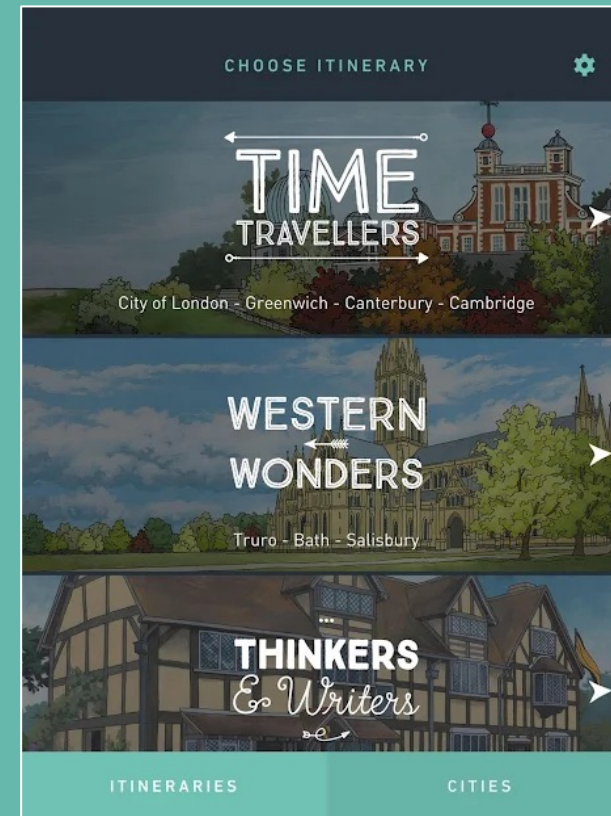 CHOOSE ITINERARY
TIME
TRAVELLERS
City of London - Greenwich - Canterbury - Cambridge
WESTERN
WONDERS
Truro - Bath - Salisbury
THINKERS
& Writers
ITINERARIES
CITIES